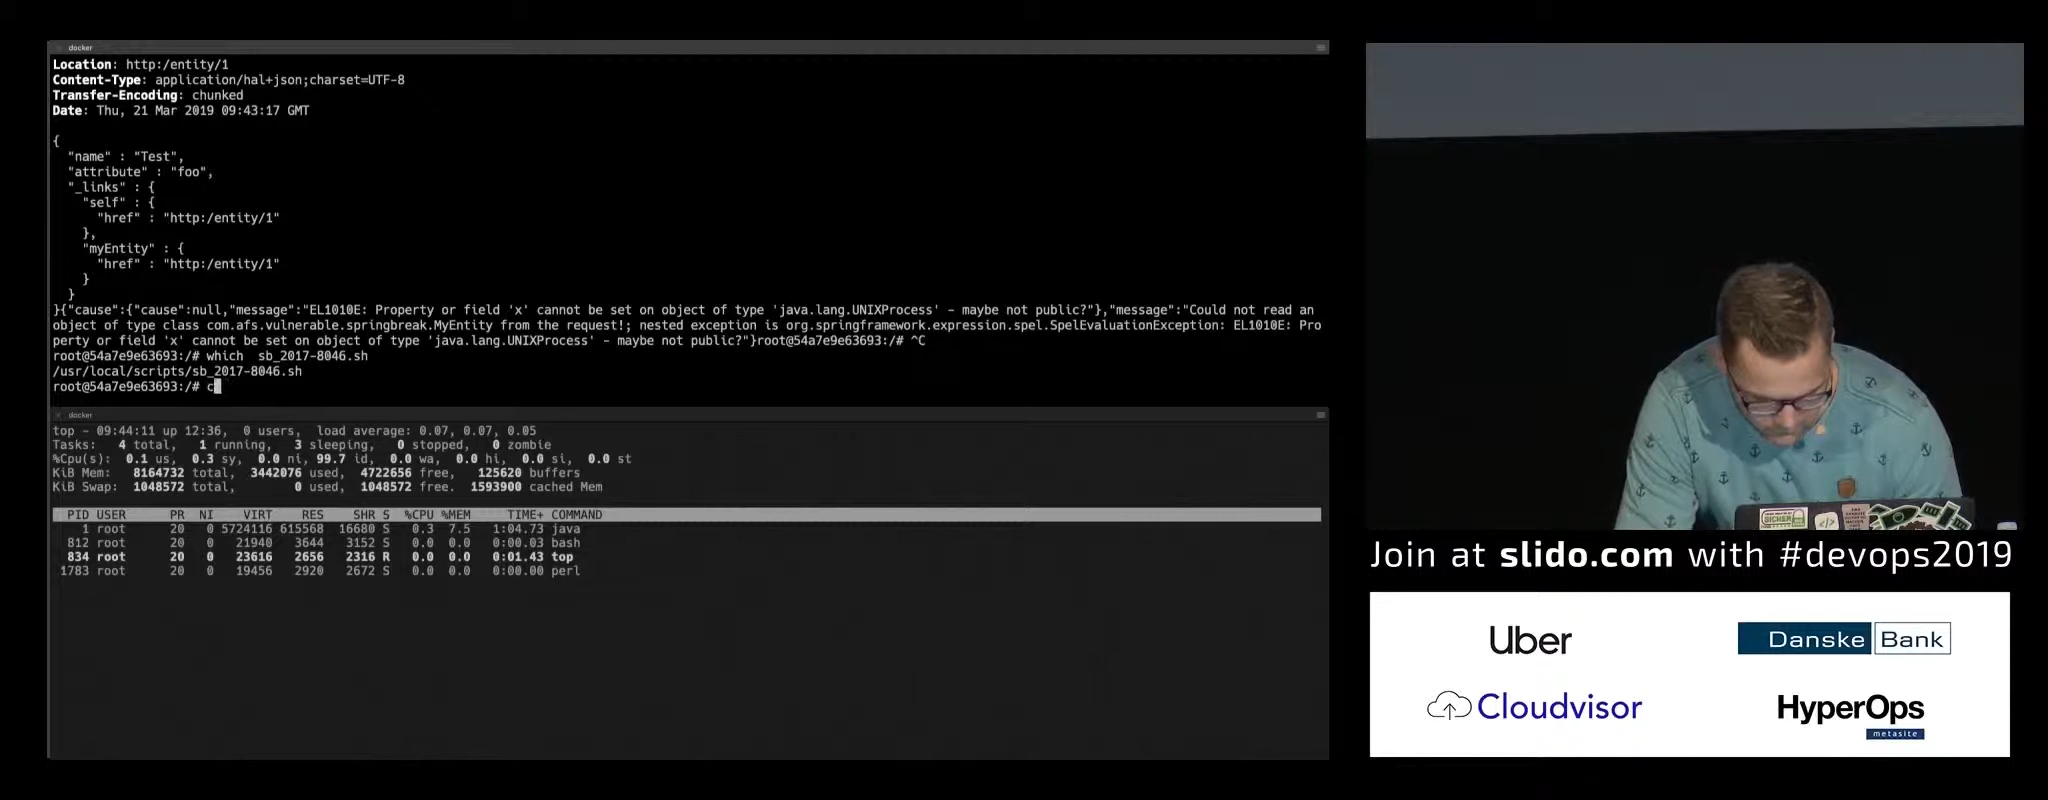 docker
Location: http:/entity/1
Content-Type: application/hal+json;charset=UTF-8
Transfer-Encoding: chunked
Date: Thu, 21 Mar 2019 09:43:17 GMT
{
"name" : "Test",
"attribute" : "foo",
"_links" : {
"self" : {
"href" : "http:/entity/1"
},
"myEntity" : {
"href" : "http:/entity/1"
}
}
}{"cause":{"cause":null,"message":"EL1010E: Property or field 'x' cannot be set on object of type 'java.lang.UNIXProcess' - maybe not public?"},"message":"Could not read an
object of type class com.afs.vulnerable.springbreak.MyEntity from the request!; nested exception is org.springframework.expression.spel.SpelEvaluationException: EL1010E: Pro
perty or field 'x' cannot be set on object of type 'java.lang.UNIXProcess' - maybe not public?"}root@54a7e9e63693:/# ^C
root@54a7e9e63693:/# which  sb_2017-8046.sh
/usr/local/scripts/sb_2017-8046.sh
root@54a7e9e63693:/# c
docker
top - 09:44:11 up 12:36,  0 users,  load average: 0.07, 0.07, 0.05
Tasks:   4 total,   1 running,   3 sleeping,   0 stopped,   0 zombie
%Cpu(s):  0.1 us,  0.3 sy,  0.0 ni, 99.7 id,  0.0 wa,  0.0 hi,  0.0 si,  0.0 st
KiB Mem:   8164732 total,  3442076 used,  4722656 free,   125620 buffers
KiB Swap:  1048572 total,        0 used,  1048572 free.  1593900 cached Mem
PID USER      PR  NI    VIRT    RES    SHR S  %CPU %MEM     TIME+ COMMAND
1 root      20   0 5724116 615568  16680 S   0.3  7.5   1:04.73 java
812 root      20   0   21940   3644   3152 S   0.0  0.0   0:00.03 bash
834 root      20   0   23616   2656   2316 R   0.0  0.0   0:01.43 top
1783 root      20   0   19456   2920   2672 S   0.0  0.0   0:00.00 perl
SICHER
</>
Join at slido.com with #devops2019
Uber
Danske Bank
Cloudvisor
HyperOps
metasite